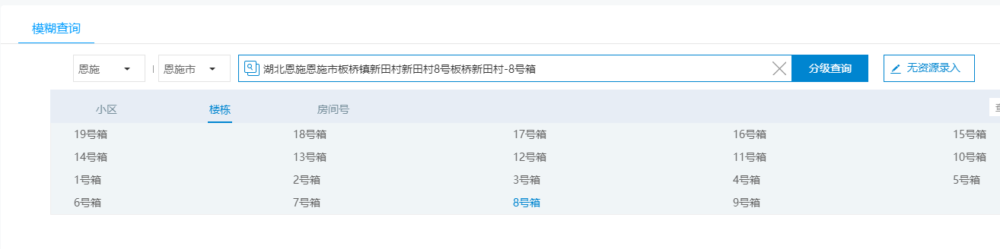 模糊查询
恩施 恩施市 湖北恩施恩施市板桥镇新田村新田村8号板桥新田村-8号箱 分级查询 无资源录入
小区 楼栋 房间号
19号箱 18号箱 17号箱 16号箱 15号箱
14号箱 13号箱 12号箱 11号箱 10号箱
1号箱 2号箱 3号箱 4号箱 5号箱
6号箱 7号箱 8号箱 9号箱